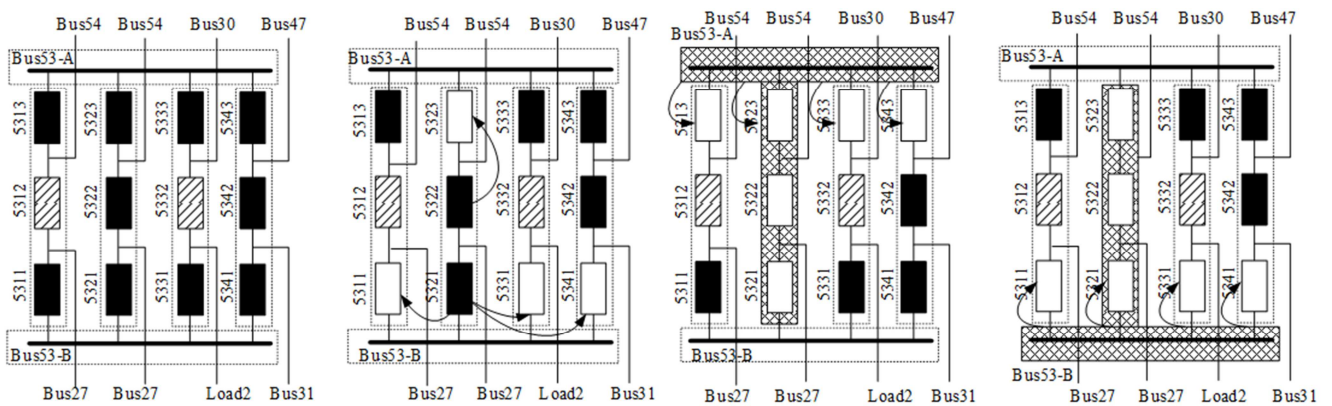 Bus54 Bus54 Bus30 Bus47
Bus53-A
5313 5323 5333 5343
5312 5322 5332 5342
5311 5321 5331 5341
Bus53-B
Bus27 Bus27 Load2 Bus31
Bus54 Bus54 Bus30 Bus47
Bus53-A
5313 5323 5333 5343
5312 5322 5332 5342
5311 5321 5331 5341
Bus53-B
Bus27 Bus27 Load2 Bus31
Bus54 Bus54 Bus30 Bus47
Bus53-A
5313 5323 5333 5343
5312 5322 5332 5342
5311 5321 5331 5341
Bus53-B
Bus27 Bus27 Load2 Bus31
Bus54 Bus54 Bus30 Bus47
Bus53-A
5313 5323 5333 5343
5312 5322 5332 5342
5311 5321 5331 5341
Bus53-B
Bus27 Bus27 Load2 Bus31